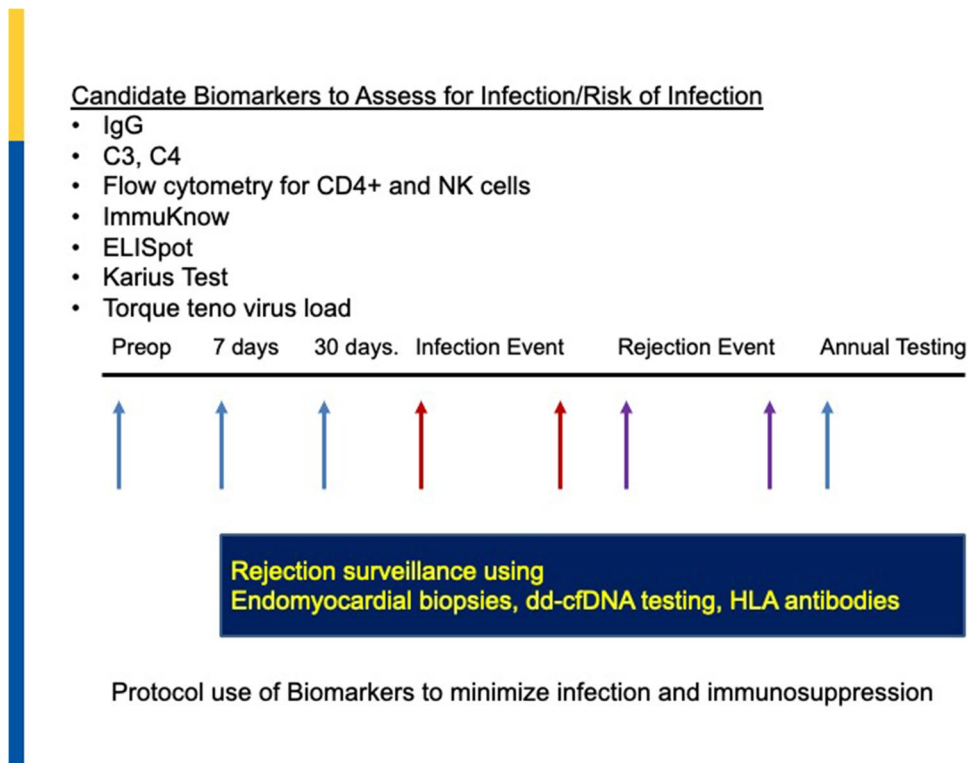 Candidate Biomarkers to Assess for Infection/Risk of Infection
• IgG
• C3, C4
• Flow cytometry for CD4+ and NK cells
• ImmuKnow
• ELISpot
• Karius Test
• Torque teno virus load
Preop 7 days 30 days. Infection Event Rejection Event Annual Testing
Rejection surveillance using
Endomyocardial biopsies, dd-cfDNA testing, HLA antibodies
Protocol use of Biomarkers to minimize infection and immunosuppression